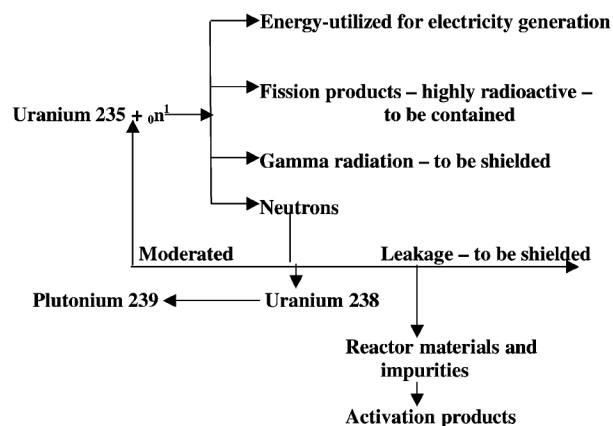 Energy-utilized for electricity generation
Fission products – highly radioactive –
to be contained
Uranium 235 + ₀n¹
Gamma radiation – to be shielded
Neutrons
Moderated
Leakage – to be shielded
Plutonium 239
Uranium 238
Reactor materials and
impurities
Activation products